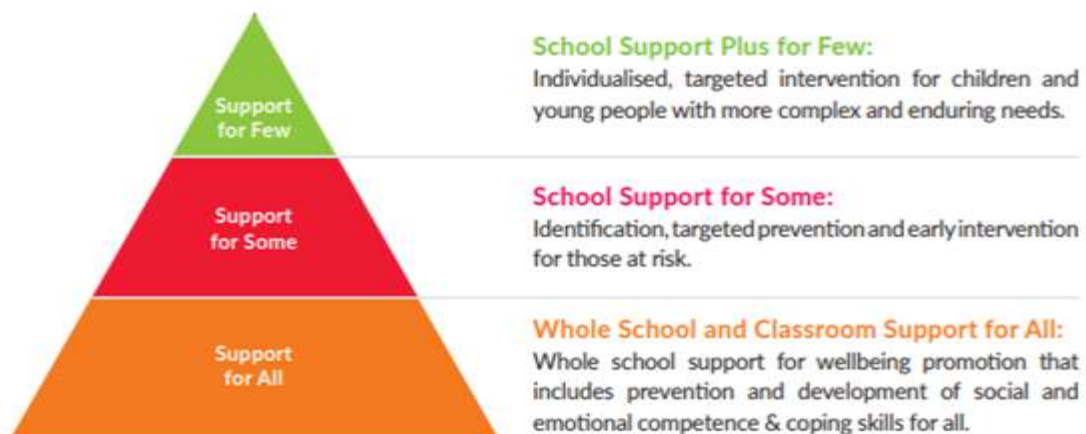 Support
for Few
School Support Plus for Few:
Individualised, targeted intervention for children and
young people with more complex and enduring needs.
Support
for Some
School Support for Some:
Identification, targeted prevention and early intervention
for those at risk.
Support
for All
Whole School and Classroom Support for All:
Whole school support for wellbeing promotion that
includes prevention and development of social and
emotional competence & coping skills for all.